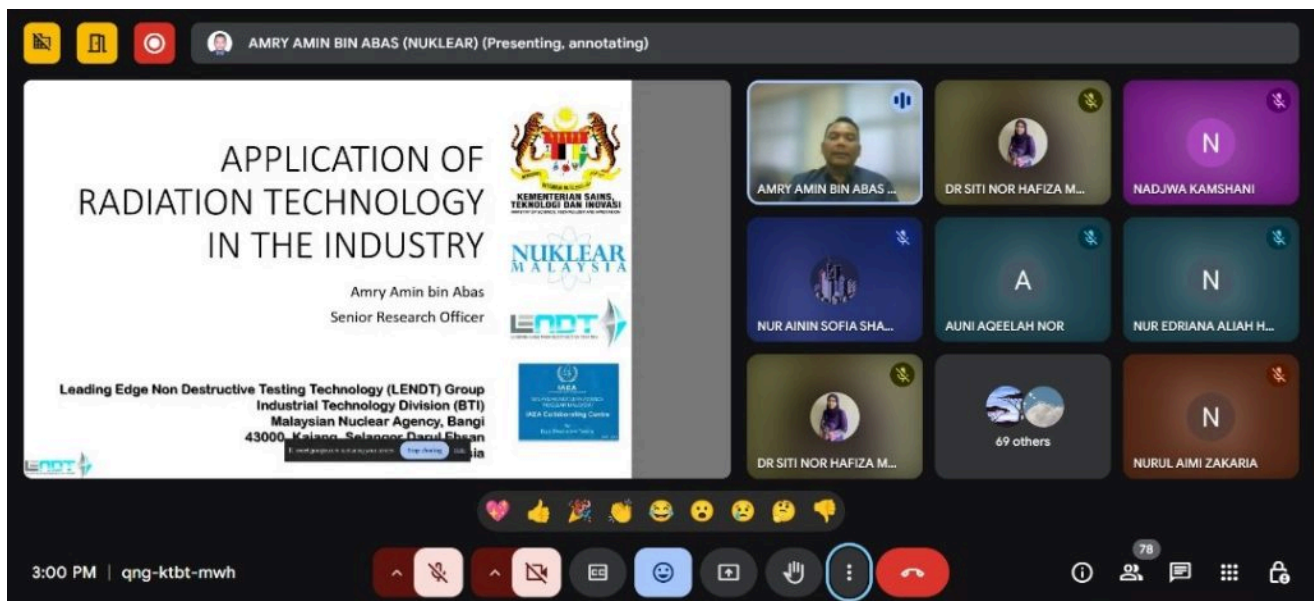 AMRY AMIN BIN ABAS (NUKLEAR) (Presenting, annotating)
APPLICATION OF
RADIATION TECHNOLOGY
IN THE INDUSTRY
Amry Amin bin Abas
Senior Research Officer
Leading Edge Non Destructive Testing Technology (LENDT) Group
Industrial Technology Division (BTI)
Malaysian Nuclear Agency, Bangi
43000, Kajang, Selangor Darul Ehsan
sia
Stop sharing
LENDT
KEMENTERIAN SAINS,
TEKNOLOGI DAN INOVASI
NUKLEAR
MALAYSIA
LENDT
IAEA
IAEA Collaborating Centre
AMRY AMIN BIN ABAS ...
DR SITI NOR HAFIZA M...
N
NADJWA KAMSHANI
NUR AININ SOFIA SHA...
A
AUNI AQEELAH NOR
N
NUR EDRIANA ALIAH H...
DR SITI NOR HAFIZA M...
69 others
N
NURUL AIMI ZAKARIA
3:00 PM | qng-ktbt-mwh
CC
78